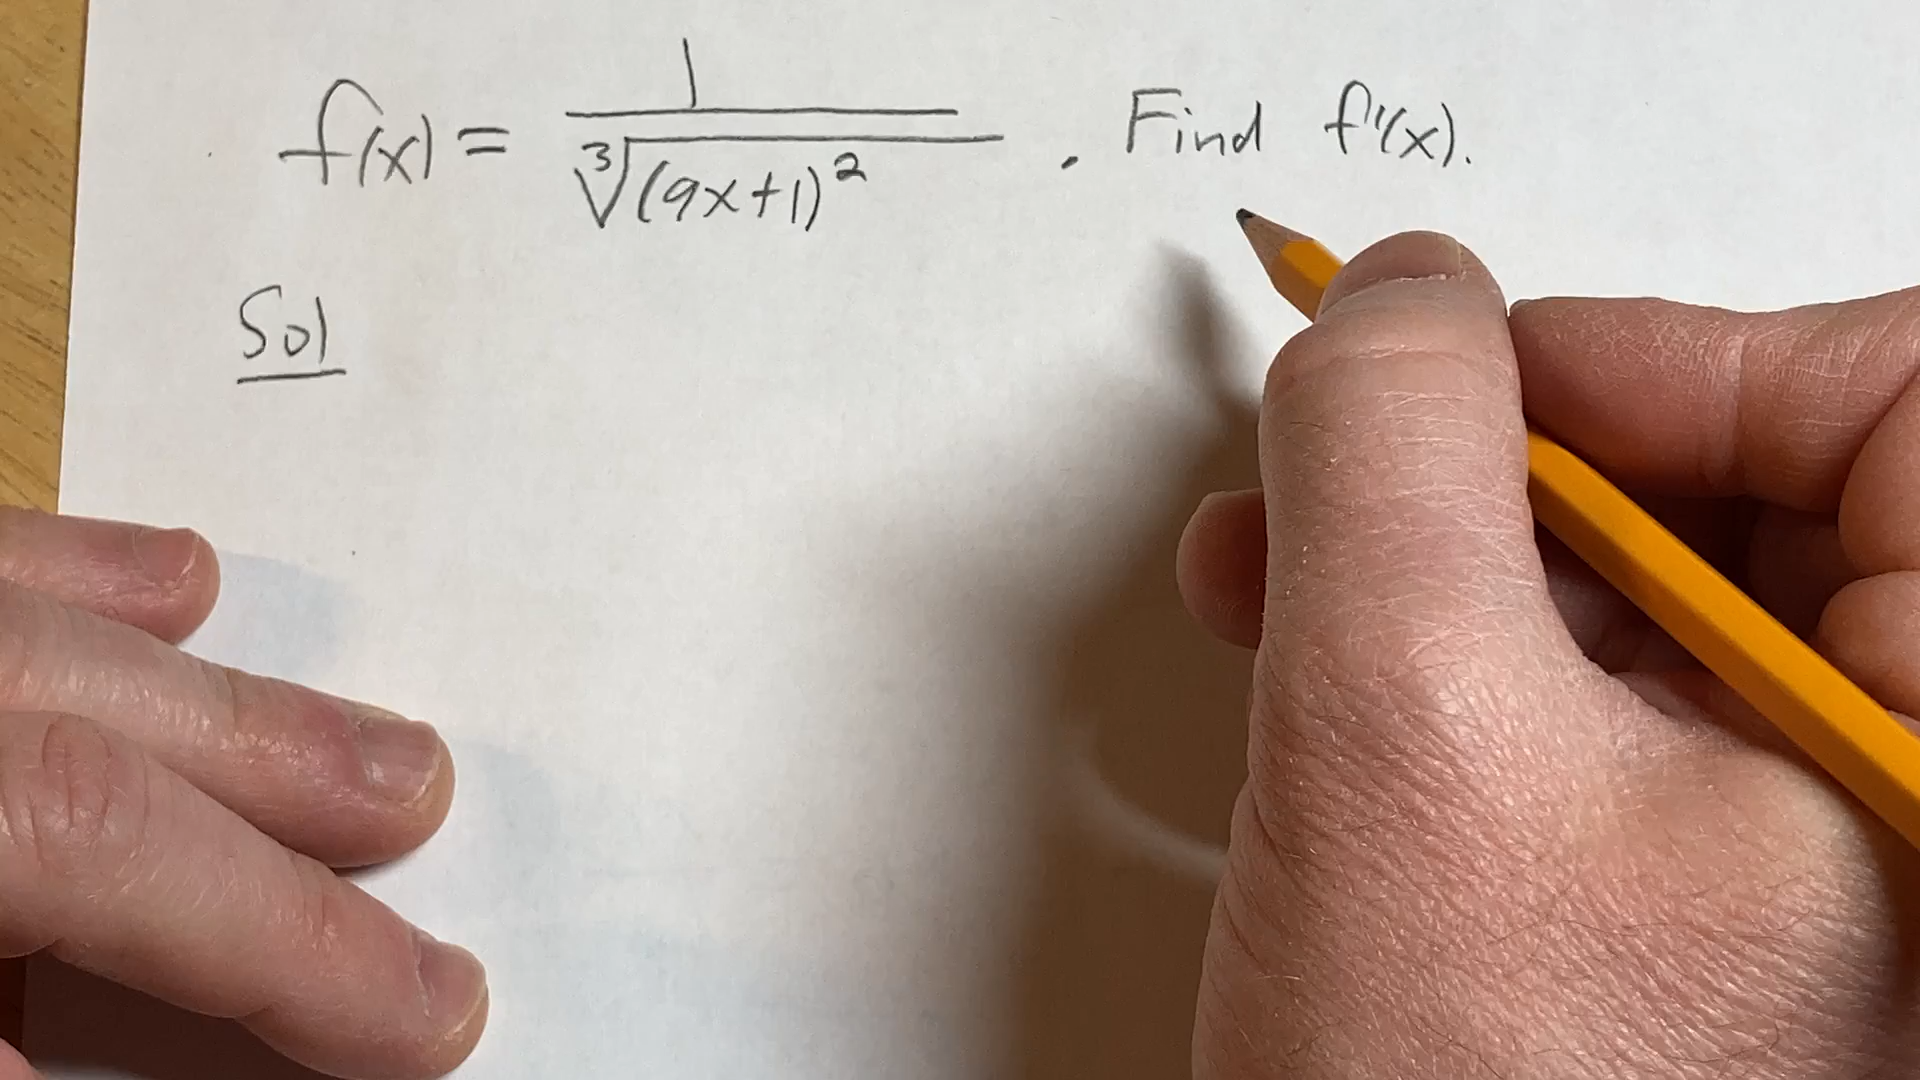 f(x) = 1 / ∛(9x+1)². Find f'(x).
Sol